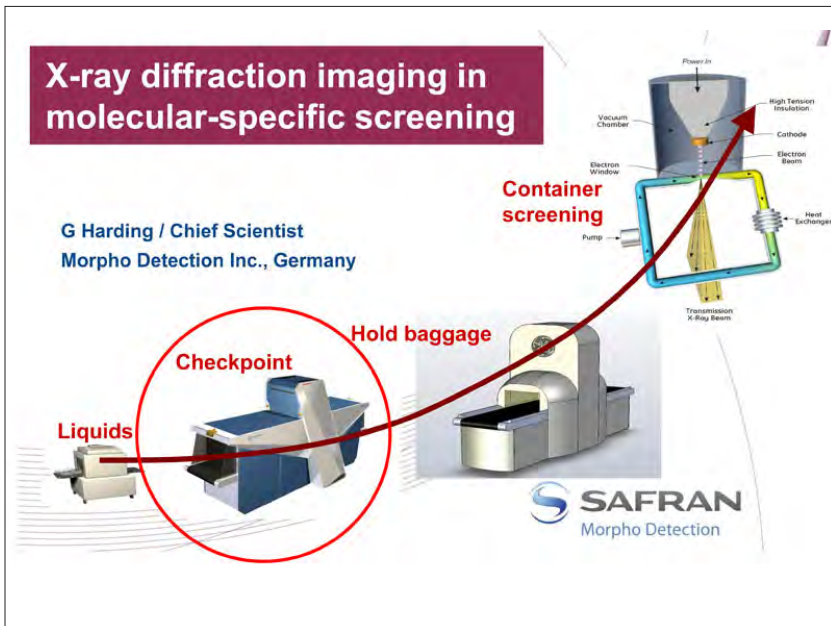 X-ray diffraction imaging in
molecular-specific screening
G Harding / Chief Scientist
Morpho Detection Inc., Germany
Power In
High Tension
Insulation
Vacuum
Chamber
Cathode
Electron
Beam
Electron
Window
Container
screening
Heat
Exchanger
Pump
Transmission
X-Ray Beam
Hold baggage
Checkpoint
Liquids
SAFRAN
Morpho Detection